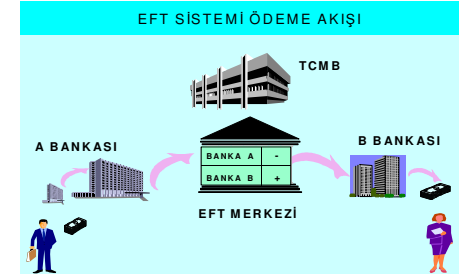 EFT SİSTEMİ ÖDEME AKIŞI
TCMB
A BANKASI
B BANKASI
BANKA A -
BANKA B +
EFT MERKEZİ